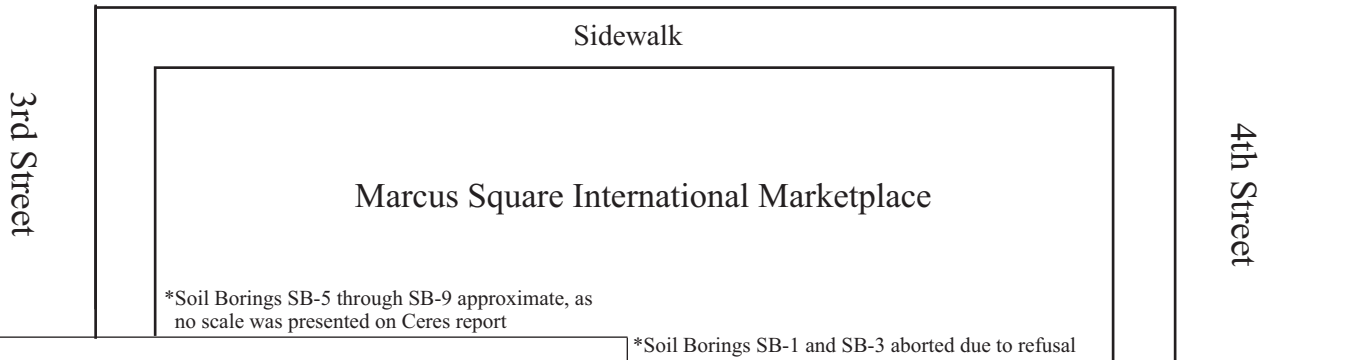 Sidewalk
3rd Street
4th Street
Marcus Square International Marketplace
*Soil Borings SB-5 through SB-9 approximate, as
no scale was presented on Ceres report
*Soil Borings SB-1 and SB-3 aborted due to refusal